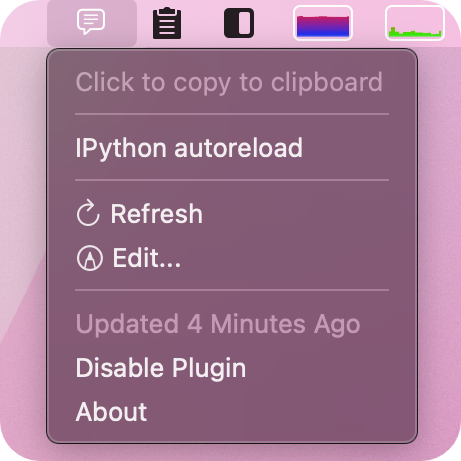 Click to copy to clipboard
IPython autoreload
Refresh
Edit...
Updated 4 Minutes Ago
Disable Plugin
About